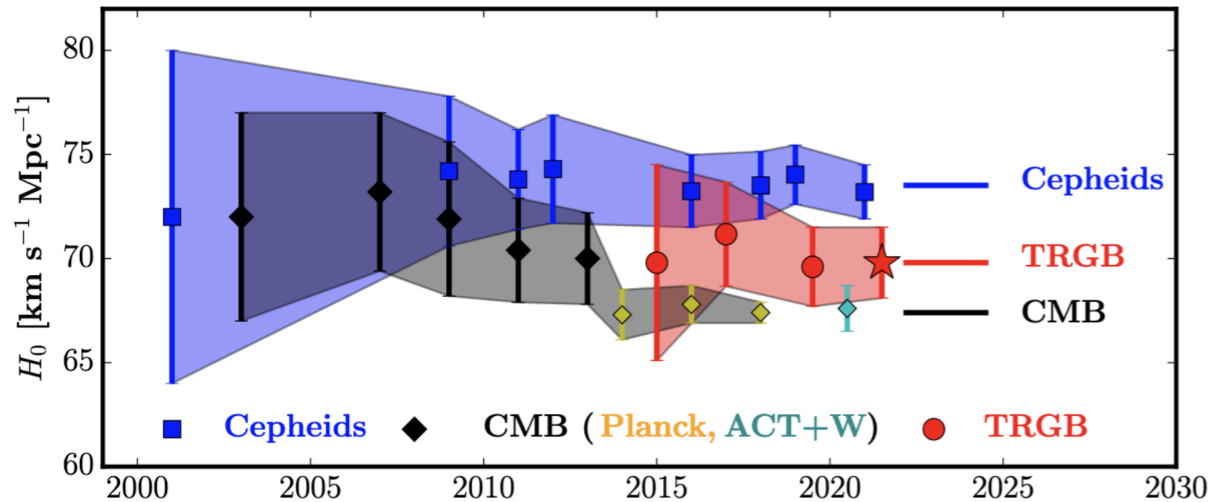 80
75
70
65
60
H₀ [km s⁻¹ Mpc⁻¹]
Cepheids
TRGB
CMB
Cepheids CMB (Planck, ACT+W) TRGB
2000 2005 2010 2015 2020 2025 2030